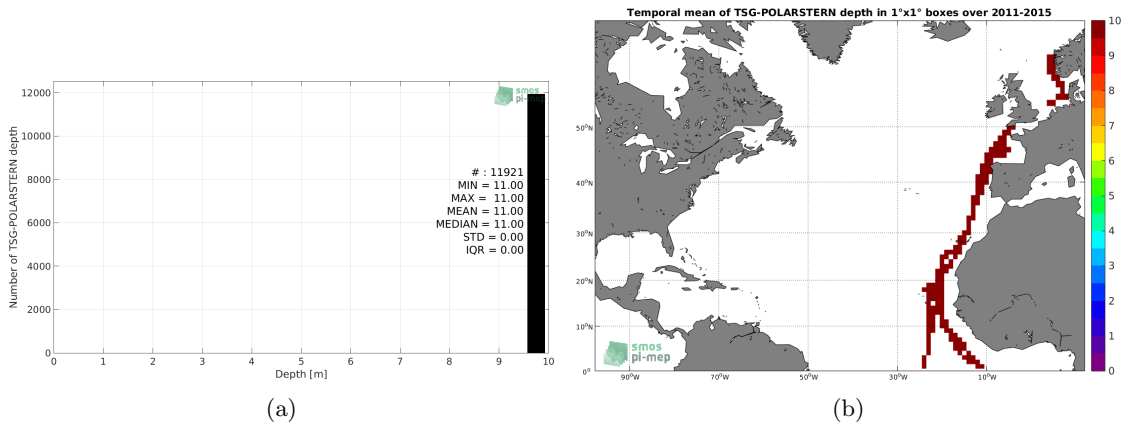 Temporal mean of TSG-POLARSTERN depth in 1°x1° boxes over 2011-2015
Number of TSG-POLARSTERN depth
12000
10000
8000
6000
4000
2000
0
smos
pi-mep
# : 11921
MIN = 11.00
MAX = 11.00
MEAN = 11.00
MEDIAN = 11.00
STD = 0.00
IQR = 0.00
0 1 2 3 4 5 6 7 8 9 10
Depth [m]
(a)
50°N
40°N
30°N
20°N
10°N
0°
90°W 70°W 50°W 30°W 10°W
smos
pi-mep
10
9
8
7
6
5
4
3
2
1
0
(b)